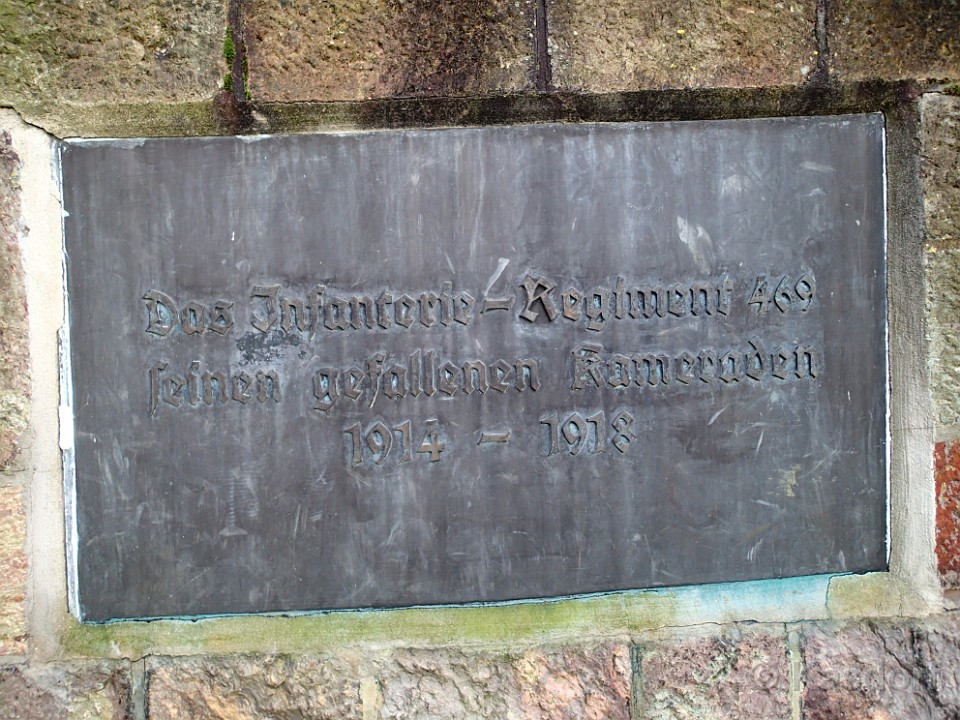 Das Infanterie-Regiment 469
seinen gefallenen Kameraden
1914 - 1918